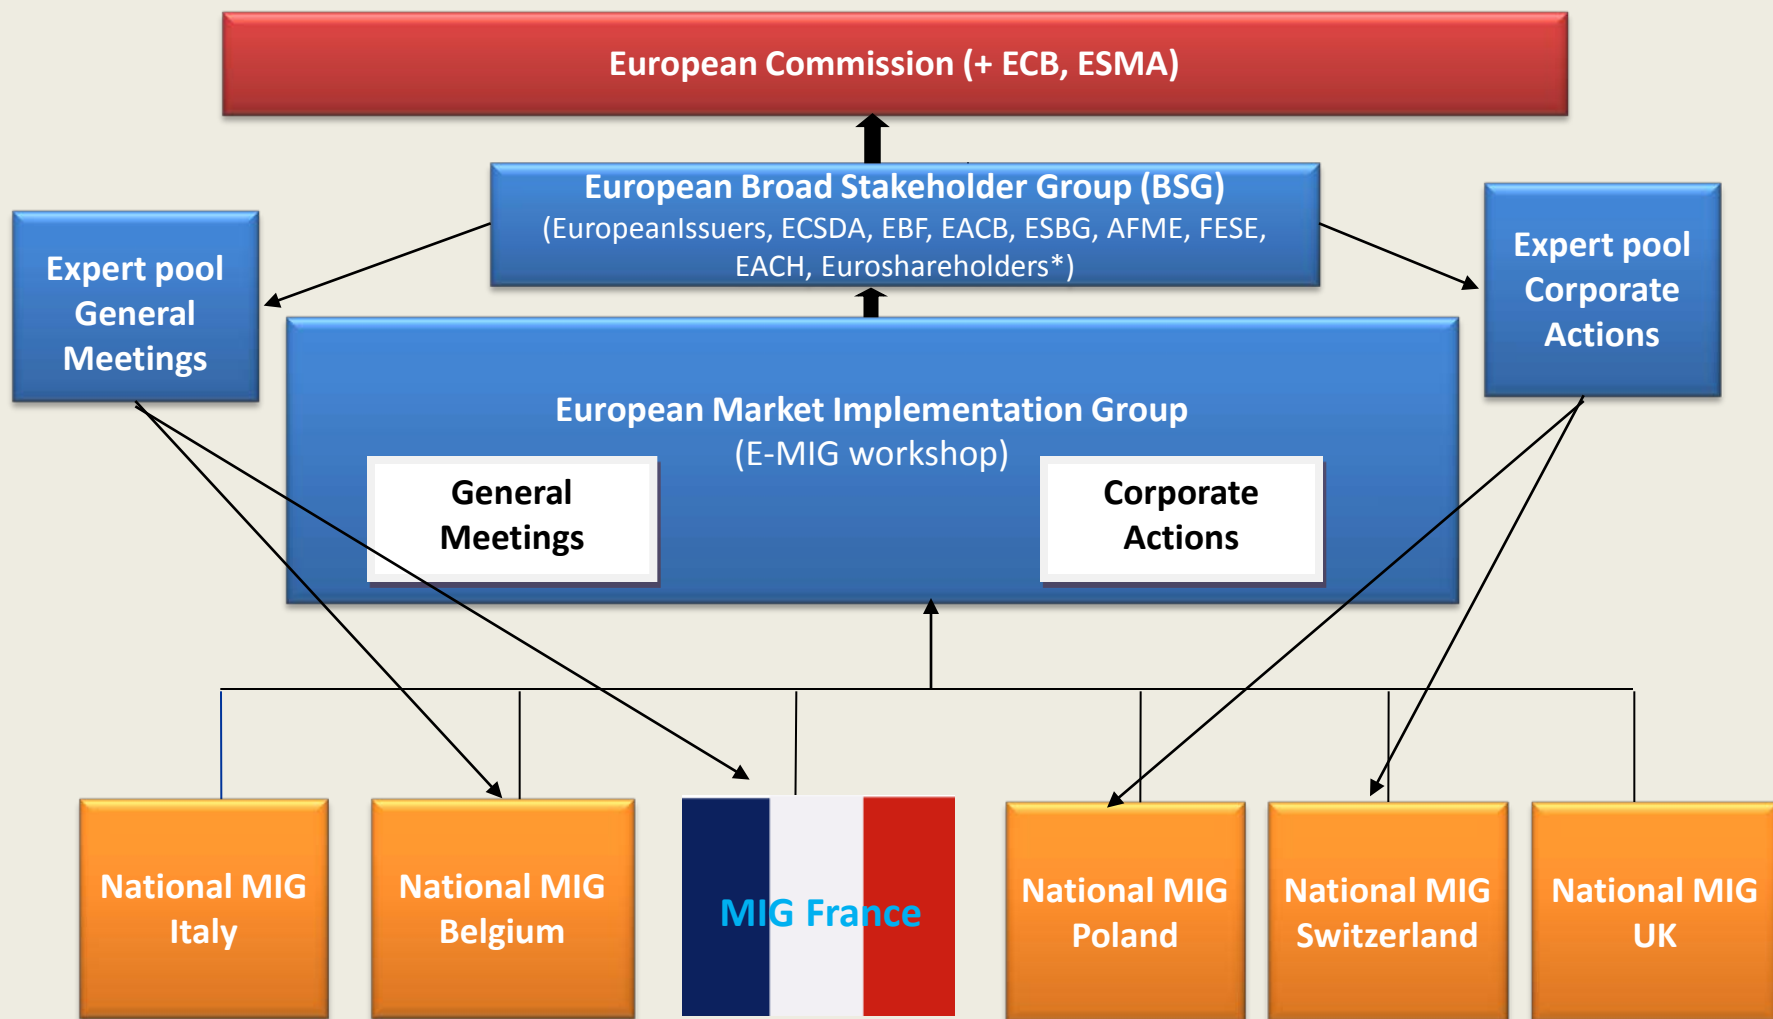 European Commission (+ ECB, ESMA)
European Broad Stakeholder Group (BSG)
(EuropeanIssuers, ECSDA, EBF, EACB, ESBG, AFME, FESE,
EACH, Euroshareholders*)
Expert pool
General
Meetings
Expert pool
Corporate
Actions
European Market Implementation Group
(E-MIG workshop)
General
Meetings
Corporate
Actions
National MIG
Italy
National MIG
Belgium
MIG France
National MIG
Poland
National MIG
Switzerland
National MIG
UK